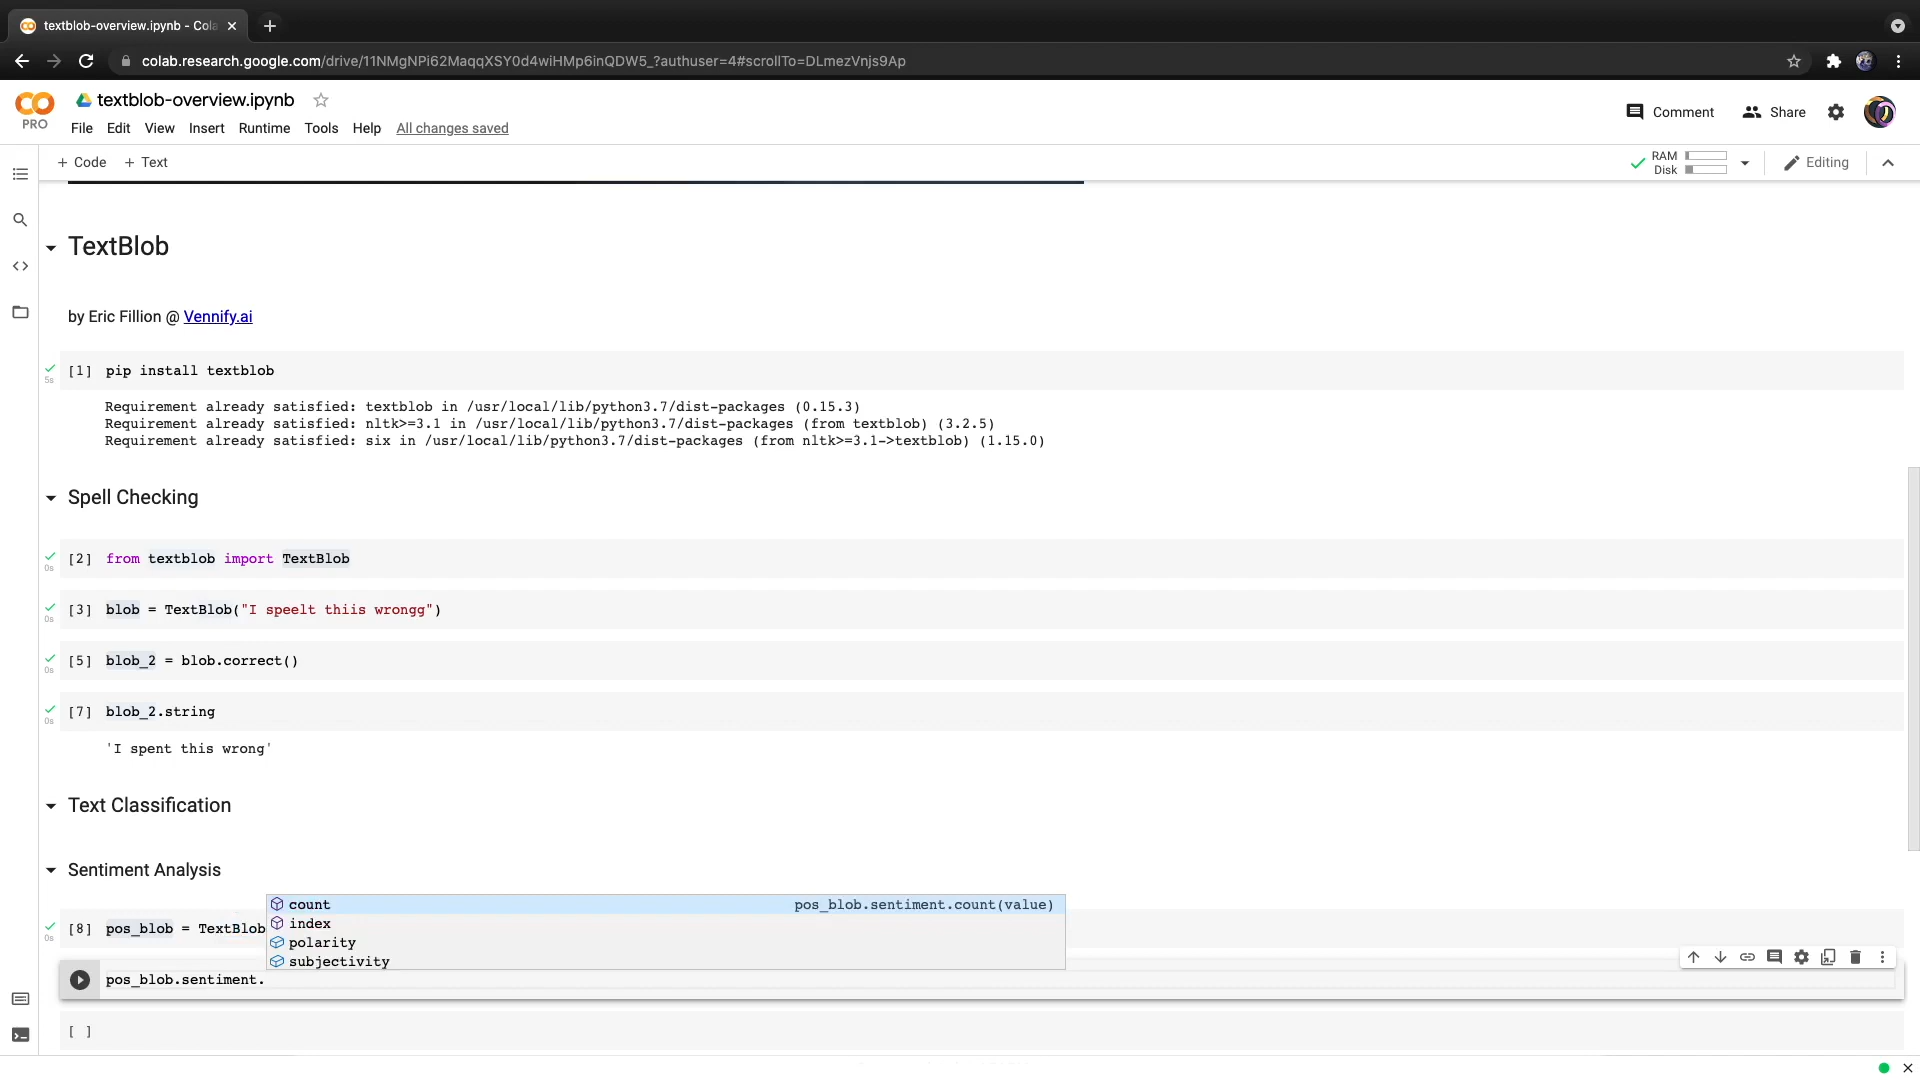 textblob-overview.ipynb - Cola
colab.research.google.com/drive/11NMgNPi62MaqqXSY0d4wiHMp6inQDW5_?authuser=4#scrollTo=DLmezVnjs9Ap
PRO
textblob-overview.ipynb
File Edit View Insert Runtime Tools Help All changes saved
Comment Share
+ Code + Text
RAM
Disk
Editing
TextBlob
by Eric Fillion @ Vennify.ai
[1] pip install textblob
5s
Requirement already satisfied: textblob in /usr/local/lib/python3.7/dist-packages (0.15.3)
Requirement already satisfied: nltk>=3.1 in /usr/local/lib/python3.7/dist-packages (from textblob) (3.2.5)
Requirement already satisfied: six in /usr/local/lib/python3.7/dist-packages (from nltk>=3.1->textblob) (1.15.0)
Spell Checking
[2] from textblob import TextBlob
0s
[3] blob = TextBlob("I speelt thiis wrongg")
0s
[5] blob_2 = blob.correct()
0s
[7] blob_2.string
0s
'I spent this wrong'
Text Classification
Sentiment Analysis
count pos_blob.sentiment.count(value)
index
[8] pos_blob = TextBlob
0s
polarity
subjectivity
pos_blob.sentiment.
[ ]